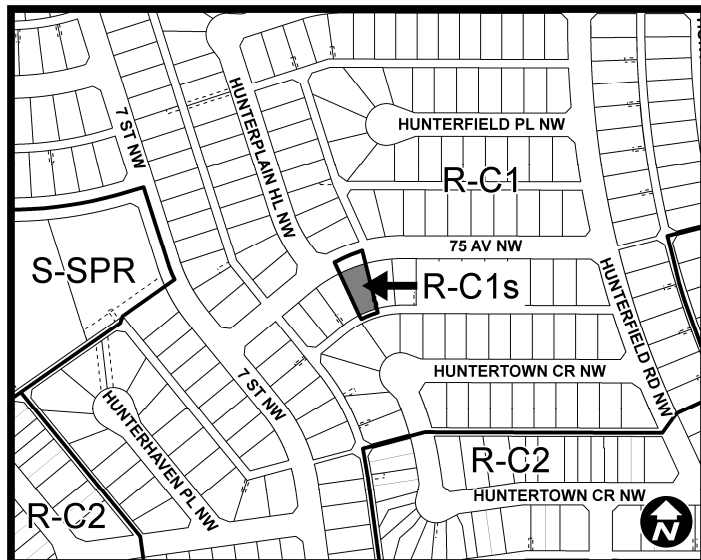 HUNTERPLAIN HL NW
7 ST NW
HUNTERFIELD PL NW
R-C1
75 AV NW
S-SPR
R-C1s
HUNTERFIELD RD NW
7 ST NW
HUNTERTOWN CR NW
HUNTERHAVEN PL NW
R-C2
HUNTERTOWN CR NW
R-C2
N